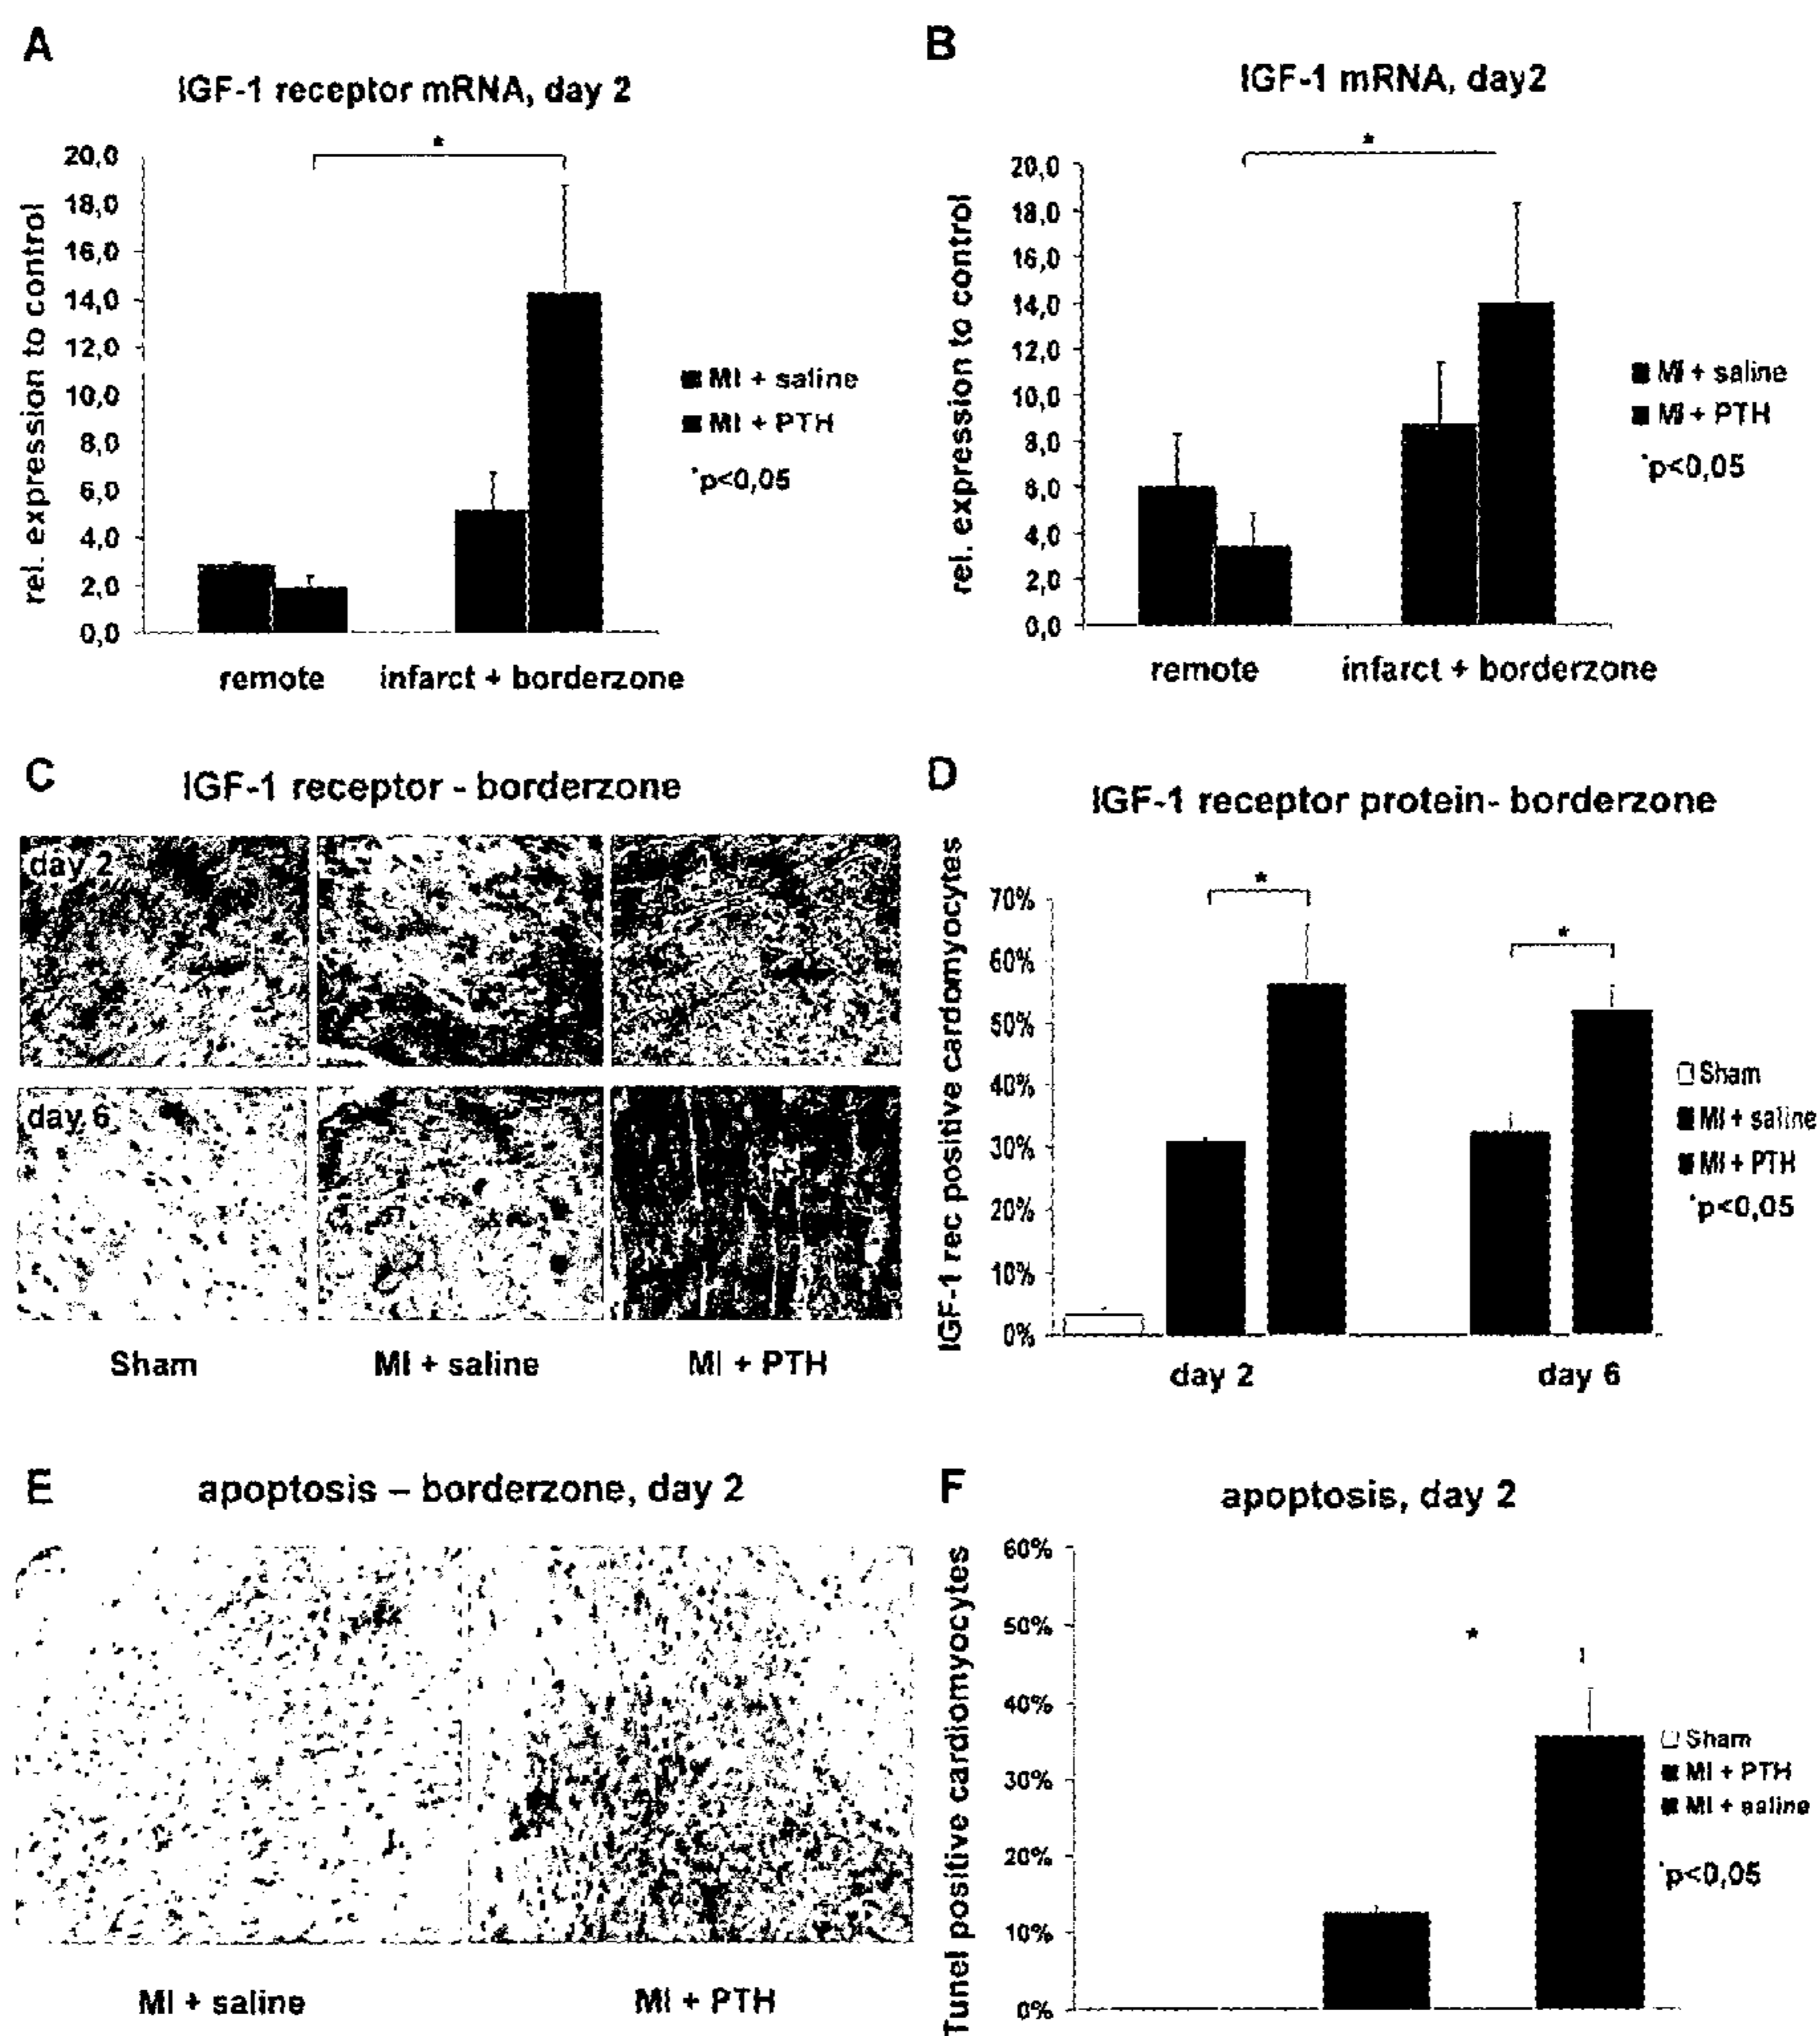 A
IGF-1 receptor mRNA, day 2
rel. expression to control
20,0
18,0
16,0
14,0
12,0
10,0
8,0
6,0
4,0
2,0
0,0
*
remote
infarct + borderzone
MI + saline
MI + PTH
*p<0,05
B
IGF-1 mRNA, day2
rel. expression to control
20,0
18,0
16,0
14,0
12,0
10,0
8,0
6,0
4,0
2,0
0,0
*
remote
infarct + borderzone
MI + saline
MI + PTH
*p<0,05
C
IGF-1 receptor - borderzone
day 2
day 6
Sham
MI + saline
MI + PTH
D
IGF-1 receptor protein- borderzone
IGF-1 rec positive cardiomyocytes
70%
60%
50%
40%
30%
20%
10%
0%
*
*
day 2
day 6
Sham
MI + saline
MI + PTH
*p<0,05
E
apoptosis – borderzone, day 2
MI + saline
MI + PTH
F
apoptosis, day 2
Tunel positive cardiomyocytes
60%
50%
40%
30%
20%
10%
0%
*
Sham
MI + PTH
MI + saline
*p<0,05